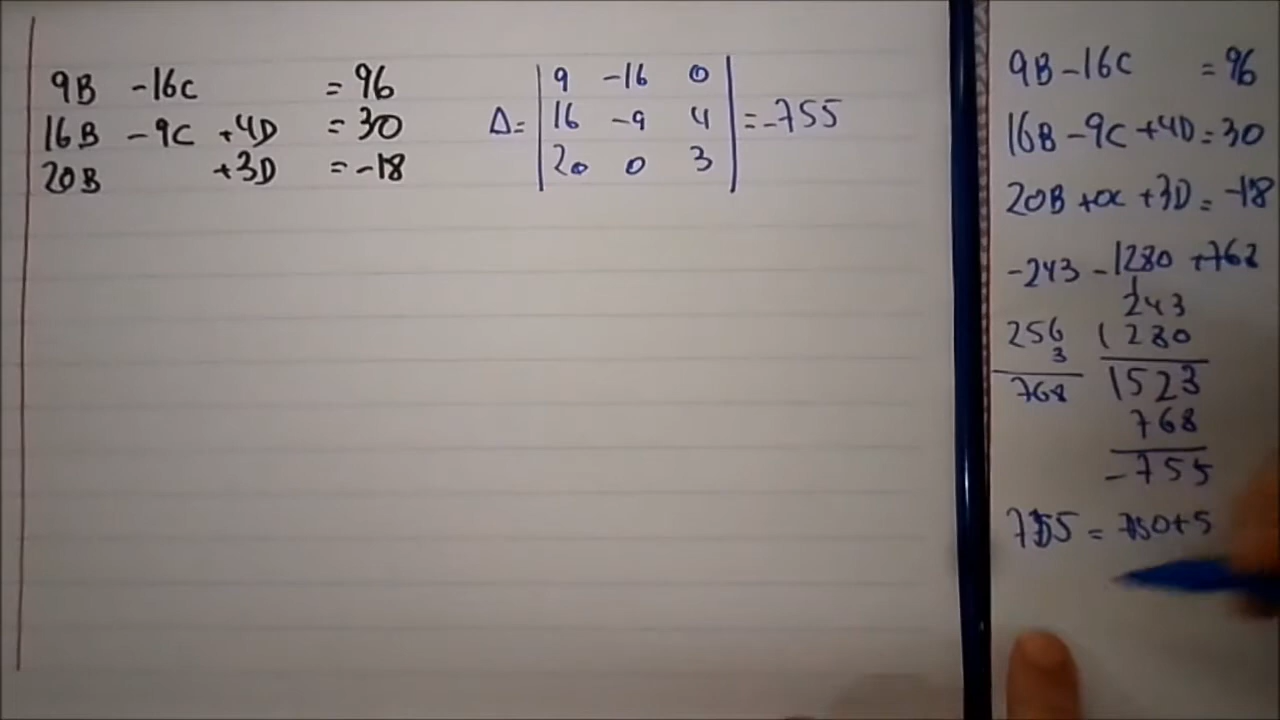 9B -16C = 96
16B -9C +4D = 30
20B +3D = -18
Δ= | 9 -16 0 |
| 16 -9 4 | = -755
| 20 0 3 |
9B -16C = 96
16B -9C +4D = 30
20B +0C +3D = -18
-243 -1280 +768
243
256 1280
3
768 1523
768
-755
755 = 750+5